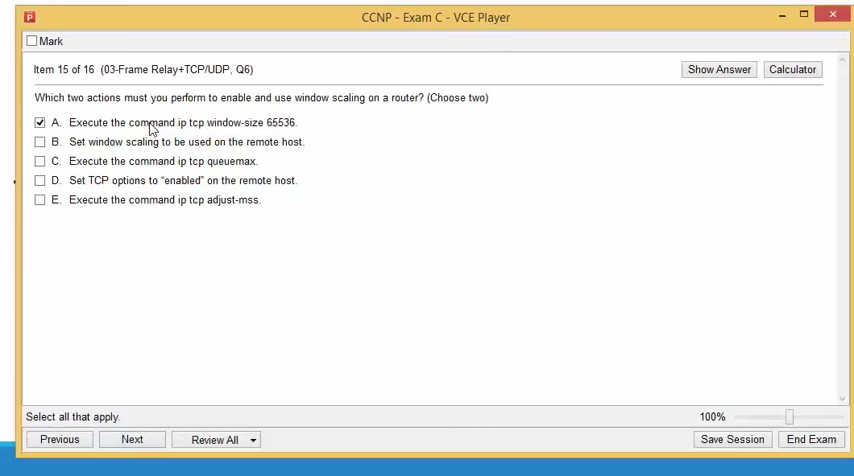 CCNP - Exam C - VCE Player
Mark
Item 15 of 16 (03-Frame Relay+TCP/UDP, Q6)
Show Answer
Calculator
Which two actions must you perform to enable and use window scaling on a router? (Choose two)
A. Execute the command ip tcp window-size 65536.
B. Set window scaling to be used on the remote host.
C. Execute the command ip tcp queuemax.
D. Set TCP options to “enabled” on the remote host.
E. Execute the command ip tcp adjust-mss.
Select all that apply.
100%
Previous
Next
Review All
Save Session
End Exam